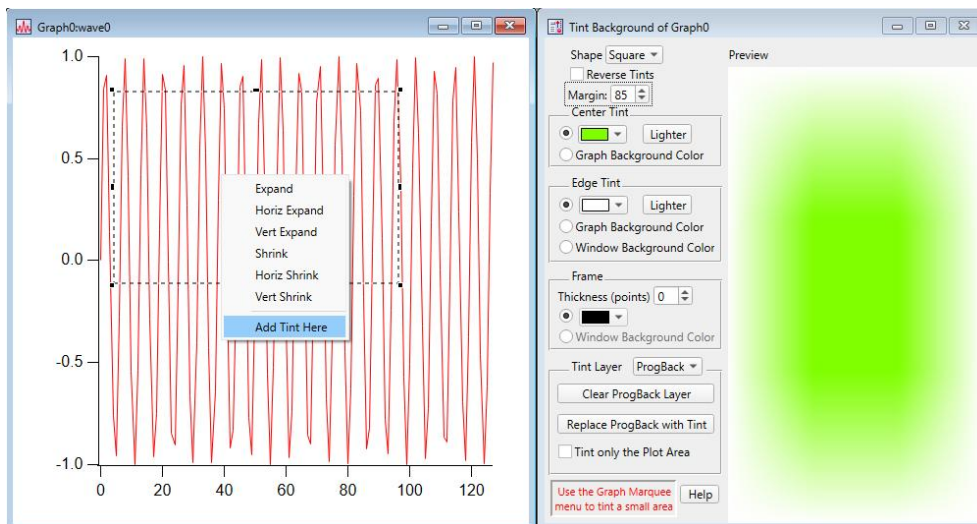 Graph0:wave0
1.0
0.5
0.0
-0.5
-1.0
0 20 40 60 80 100 120
Expand
Horiz Expand
Vert Expand
Shrink
Horiz Shrink
Vert Shrink
Add Tint Here
Tint Background of Graph0
Shape Square
Reverse Tints
Margin: 85
Center Tint
Lighter
Graph Background Color
Edge Tint
Lighter
Graph Background Color
Window Background Color
Frame
Thickness (points) 0
Window Background Color
Tint Layer ProgBack
Clear ProgBack Layer
Replace ProgBack with Tint
Tint only the Plot Area
Use the Graph Marquee
menu to tint a small area
Help
Preview